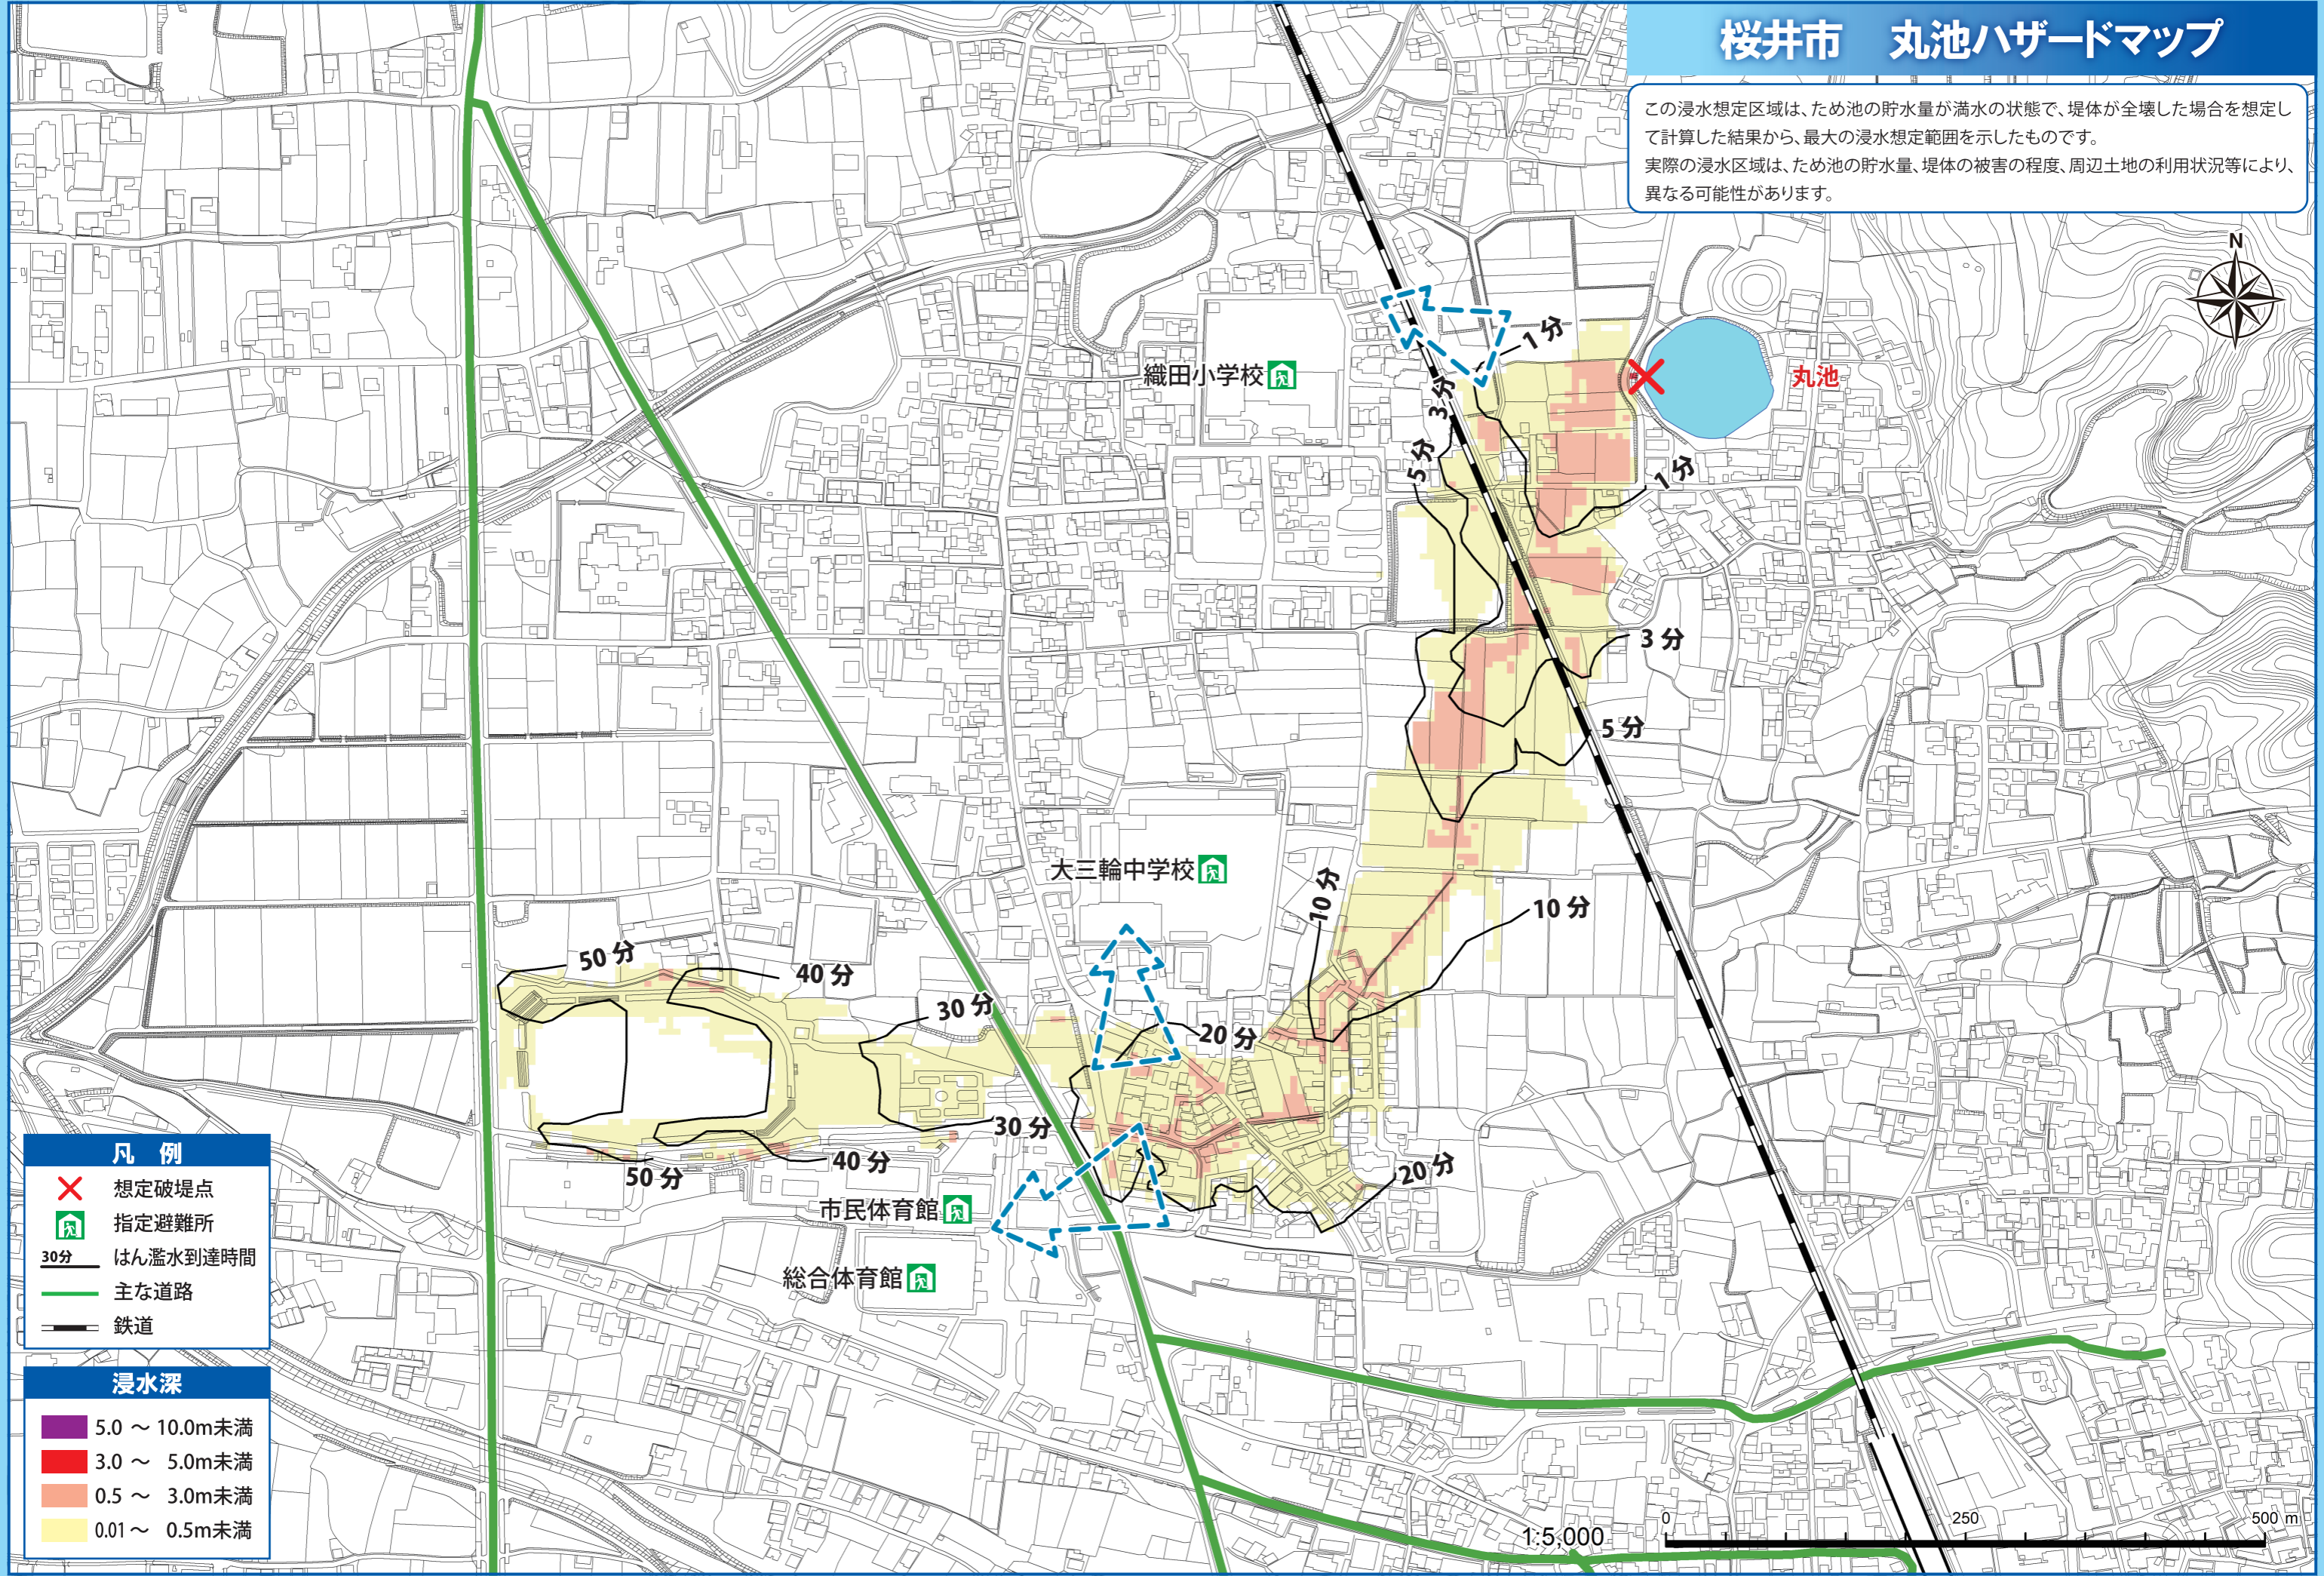 桜井市　丸池ハザードマップ
この浸水想定区域は、ため池の貯水量が満水の状態で、堤体が全壊した場合を想定し
て計算した結果から、最大の浸水想定範囲を示したものです。
実際の浸水区域は、ため池の貯水量、堤体の被害の程度、周辺土地の利用状況等により、
異なる可能性があります。
N
1分
織田小学校
丸池
3分
5分
1分
3分
5分
大三輪中学校
10分
10分
50分
40分
30分
20分
30分
40分
50分
20分
市民体育館
総合体育館
凡　例
想定破堤点
指定避難所
30分 はん濫水到達時間
主な道路
鉄道
浸水深
5.0 ～ 10.0m未満
3.0 ～ 5.0m未満
0.5 ～ 3.0m未満
0.01～ 0.5m未満
1:5,000
0 250 500 m